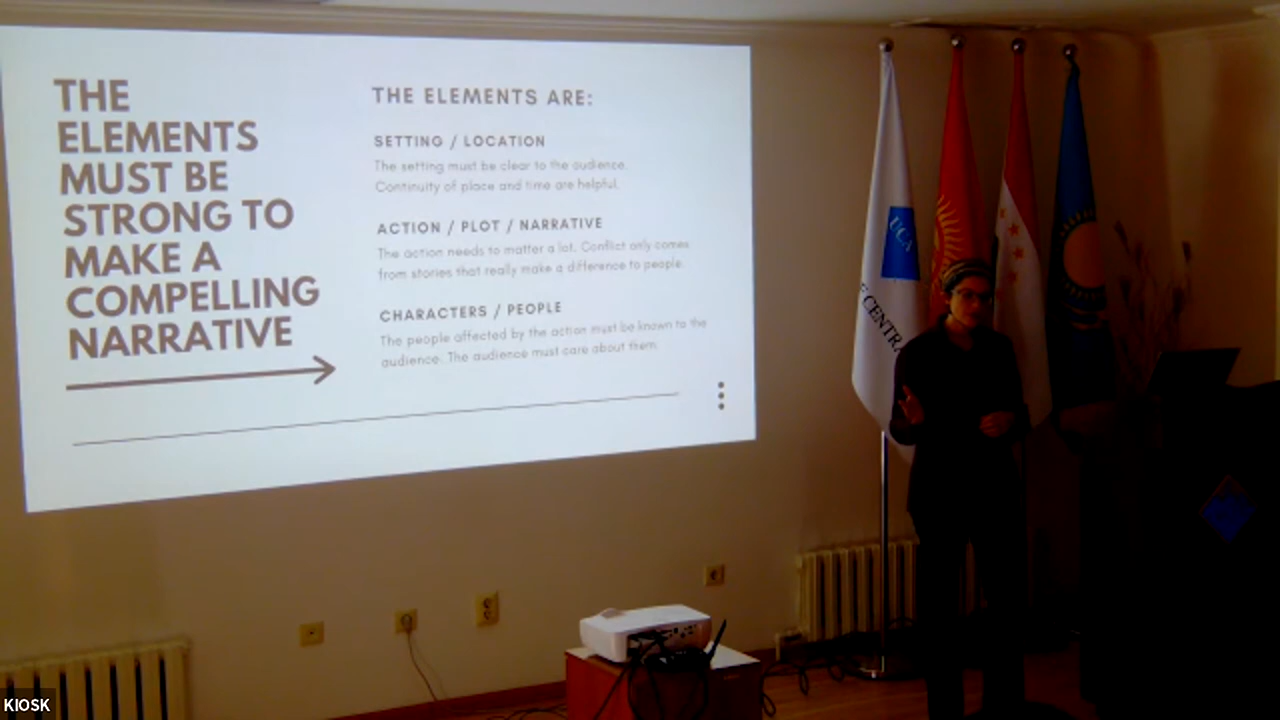 THE
ELEMENTS
MUST BE
STRONG TO
MAKE A
COMPELLING
NARRATIVE
THE ELEMENTS ARE:
SETTING / LOCATION
The setting must be clear to the audience.
Continuity of place and time are helpful.
ACTION / PLOT / NARRATIVE
The action needs to matter a lot. Conflict only comes
from stories that really make a difference to people.
CHARACTERS / PEOPLE
The people affected by the action must be known to the
audience. The audience must care about them.
UCA
CENTRA
KIOSK